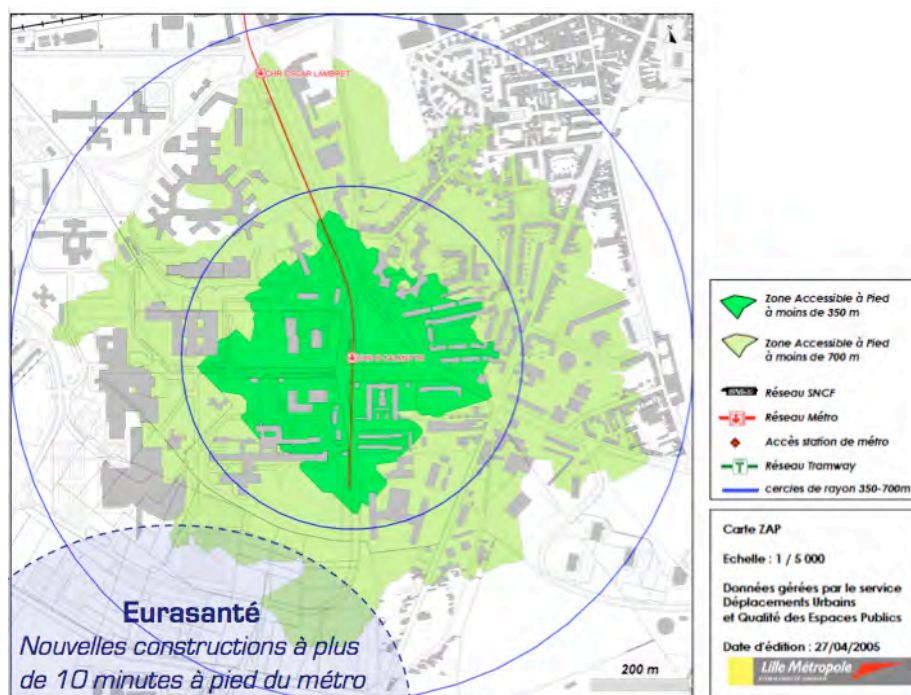 CHR OSCAR LAMBRET
Eurasanté
Nouvelles constructions à plus
de 10 minutes à pied du métro
200 m
Zone Accessible à Pied
à moins de 350 m
Zone Accessible à Pied
à moins de 700 m
Réseau SNCF
Réseau Métro
Accès station de métro
T
Réseau Tramway
cercles de rayon 350-700m
Carte ZAP
Echelle : 1 / 5 000
Données gérées par le service
Déplacements Urbains
et Qualité des Espaces Publics
Date d'édition : 27/04/2005
Lille Métropole